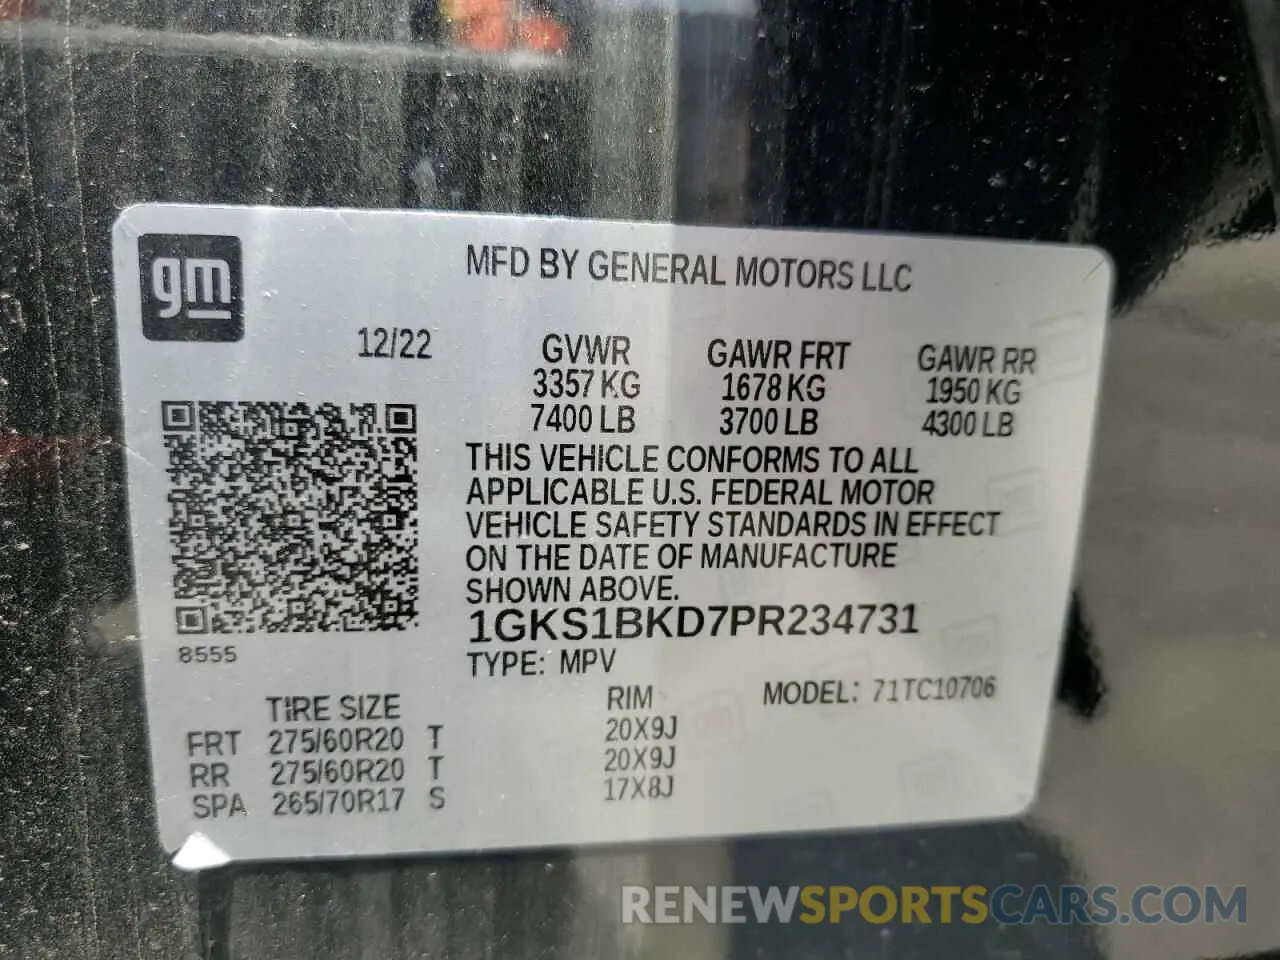 gm
MFD BY GENERAL MOTORS LLC
12/22 GVWR GAWR FRT GAWR RR
3357 KG 1678 KG 1950 KG
7400 LB 3700 LB 4300 LB
THIS VEHICLE CONFORMS TO ALL
APPLICABLE U.S. FEDERAL MOTOR
VEHICLE SAFETY STANDARDS IN EFFECT
ON THE DATE OF MANUFACTURE
SHOWN ABOVE.
1GKS1BKD7PR234731
8555
TYPE: MPV
TIRE SIZE RIM MODEL: 71TC10706
FRT 275/60R20 T 20X9J
RR 275/60R20 T 20X9J
SPA 265/70R17 S 17X8J
RENEWSPORTSCARS.COM